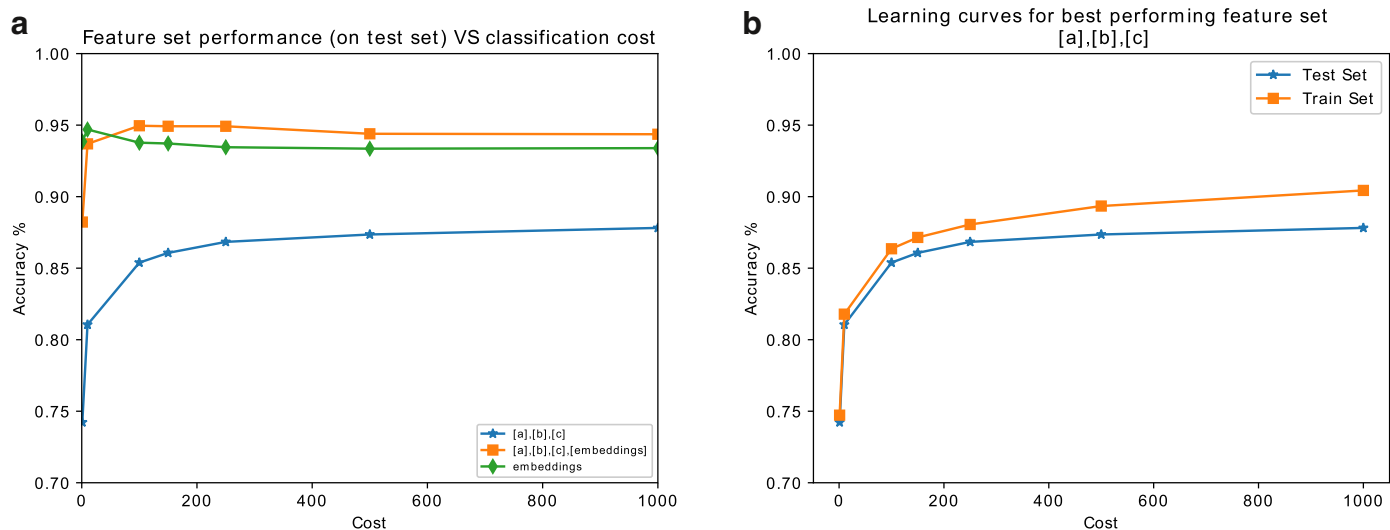 a
Feature set performance (on test set) VS classification cost
1.00
0.95
0.90
0.85
0.80
0.75
0.70
Accuracy %
0
200
400
600
800
1000
Cost
[a],[b],[c]
[a],[b],[c],[embeddings]
embeddings
b
Learning curves for best performing feature set
[a],[b],[c]
1.00
0.95
0.90
0.85
0.80
0.75
0.70
Accuracy %
0
200
400
600
800
1000
Cost
Test Set
Train Set